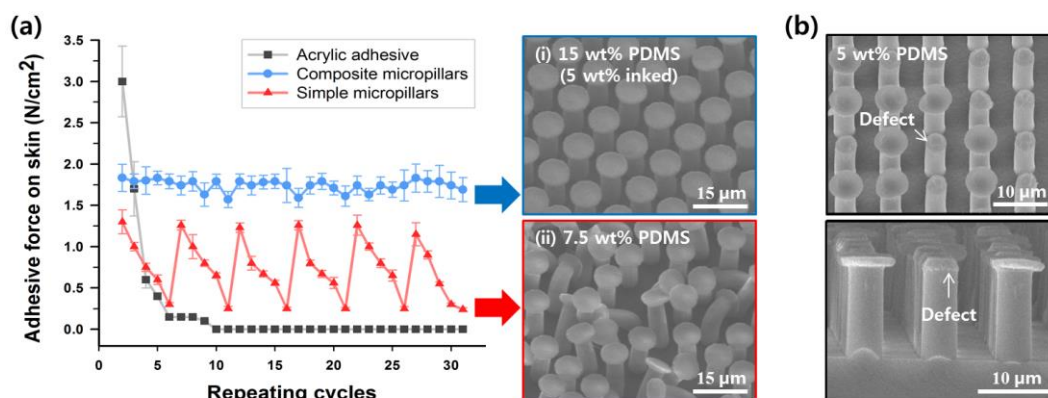 (a)
3.5
3.0
2.5
2.0
1.5
1.0
0.5
0.0
Adhesive force on skin (N/cm2)
0 5 10 15 20 25 30
Repeating cycles
Acrylic adhesive
Composite micropillars
Simple micropillars
(i) 15 wt% PDMS
(5 wt% inked)
15 μm
(ii) 7.5 wt% PDMS
15 μm
(b)
5 wt% PDMS
Defect
10 μm
Defect
10 μm